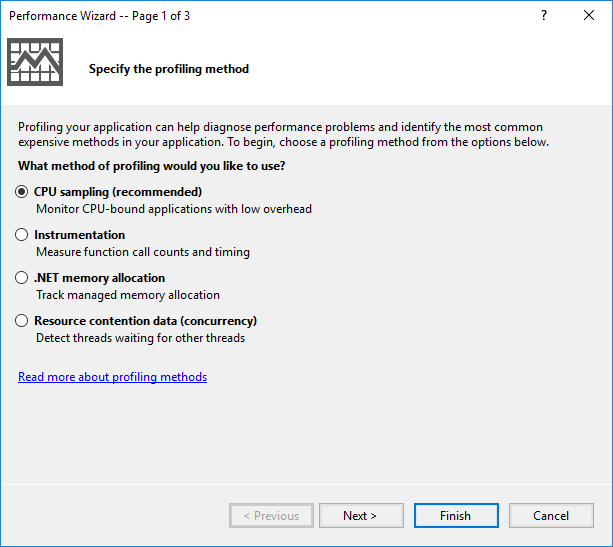 Performance Wizard -- Page 1 of 3
?
Specify the profiling method
Profiling your application can help diagnose performance problems and identify the most common
expensive methods in your application. To begin, choose a profiling method from the options below.
What method of profiling would you like to use?
CPU sampling (recommended)
Monitor CPU-bound applications with low overhead
Instrumentation
Measure function call counts and timing
.NET memory allocation
Track managed memory allocation
Resource contention data (concurrency)
Detect threads waiting for other threads
Read more about profiling methods
< Previous
Next >
Finish
Cancel